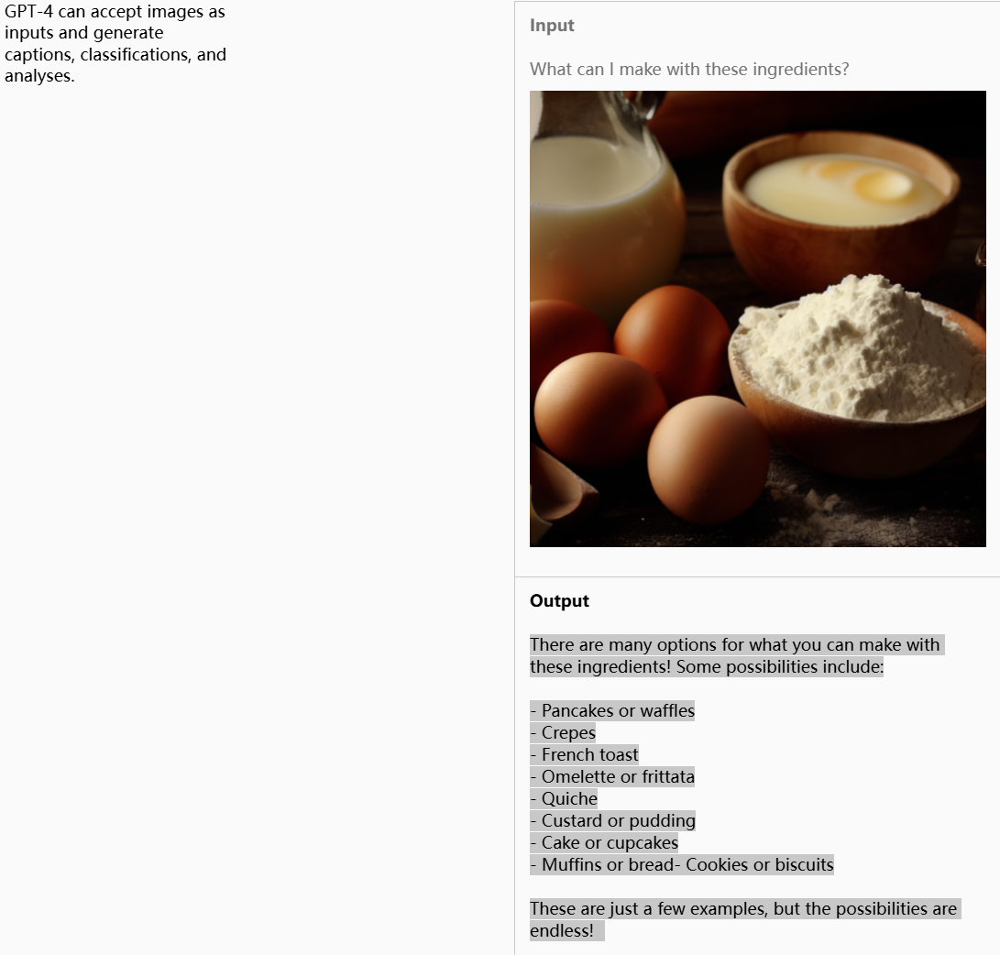 GPT-4 can accept images as
inputs and generate
captions, classifications, and
analyses.
Input
What can I make with these ingredients?
Output
There are many options for what you can make with
these ingredients! Some possibilities include:
- Pancakes or waffles
- Crepes
- French toast
- Omelette or frittata
- Quiche
- Custard or pudding
- Cake or cupcakes
- Muffins or bread- Cookies or biscuits
These are just a few examples, but the possibilities are
endless!